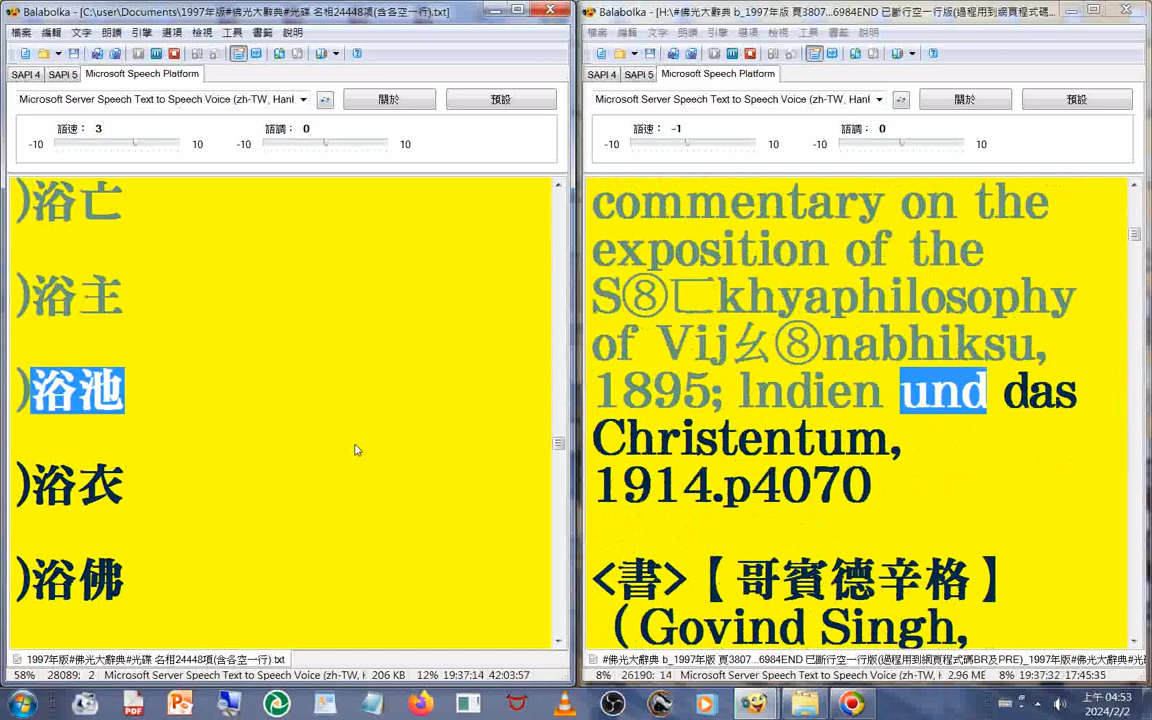 Balabolka - [C:\user\Documents\1997年版#佛光大辭典#光碟 名相24448項(含各空一行).txt]
檔案 編輯 文字 朗讀 引擎 選項 檢視 工具 書籤 說明
SAPI 4 SAPI 5 Microsoft Speech Platform
Microsoft Server Speech Text to Speech Voice (zh-TW, Hanl
關於
預設
語速： 3
語調： 0
-10 10 -10 10
)浴亡
)浴主
)浴池
)浴衣
)浴佛
1997年版#佛光大辭典#光碟 名相24448項(含各空一行).txt
58% 28089: 2 Microsoft Server Speech Text to Speech Voice (zh-TW, H 206 KB 12% 12:37:14 42:03:57
Balabolka - [H:\#佛光大辭典 b_1997年版 頁3807...6984END 已斷行空一行版(過程用到網頁程式碼...
檔案 編輯 文字 朗讀 引擎 選項 檢視 工具 書籤 說明
SAPI 4 SAPI 5 Microsoft Speech Platform
Microsoft Server Speech Text to Speech Voice (zh-TW, Hanl
關於
預設
語速： -1
語調： 0
-10 10 -10 10
commentary on the
exposition of the
S⑧匚khyaphilosophy
of Vij幺⑧nabhiksu,
1895; lndien und das
Christentum,
1914.p4070
<書>【哥賓德辛格】
（Govind Singh,
#佛光大辭典 b_1997年版 頁3807...6984END 已斷行空一行版(過程用到網頁程式碼BR及PRE)_1997年版#光
8% 26190: 14 Microsoft Server Speech Text to Speech Voice (zh-TW, H 2.96 ME 8% 19:37:32 17:45:35
上午 04:53
2024/2/2